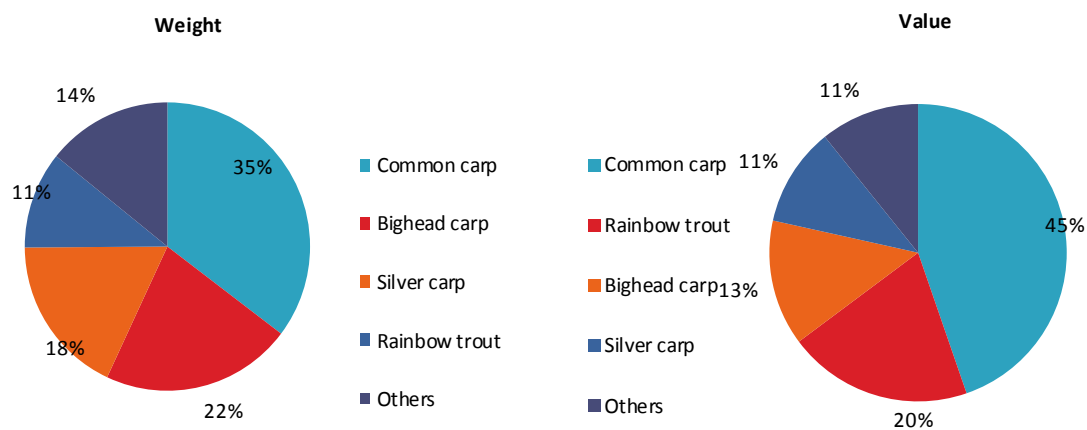 Weight
14%
35%
11%
18%
22%
Common carp
Bighead carp
Silver carp
Rainbow trout
Others
Value
11%
11%
45%
13%
20%
Common carp
Rainbow trout
Bighead carp
Silver carp
Others